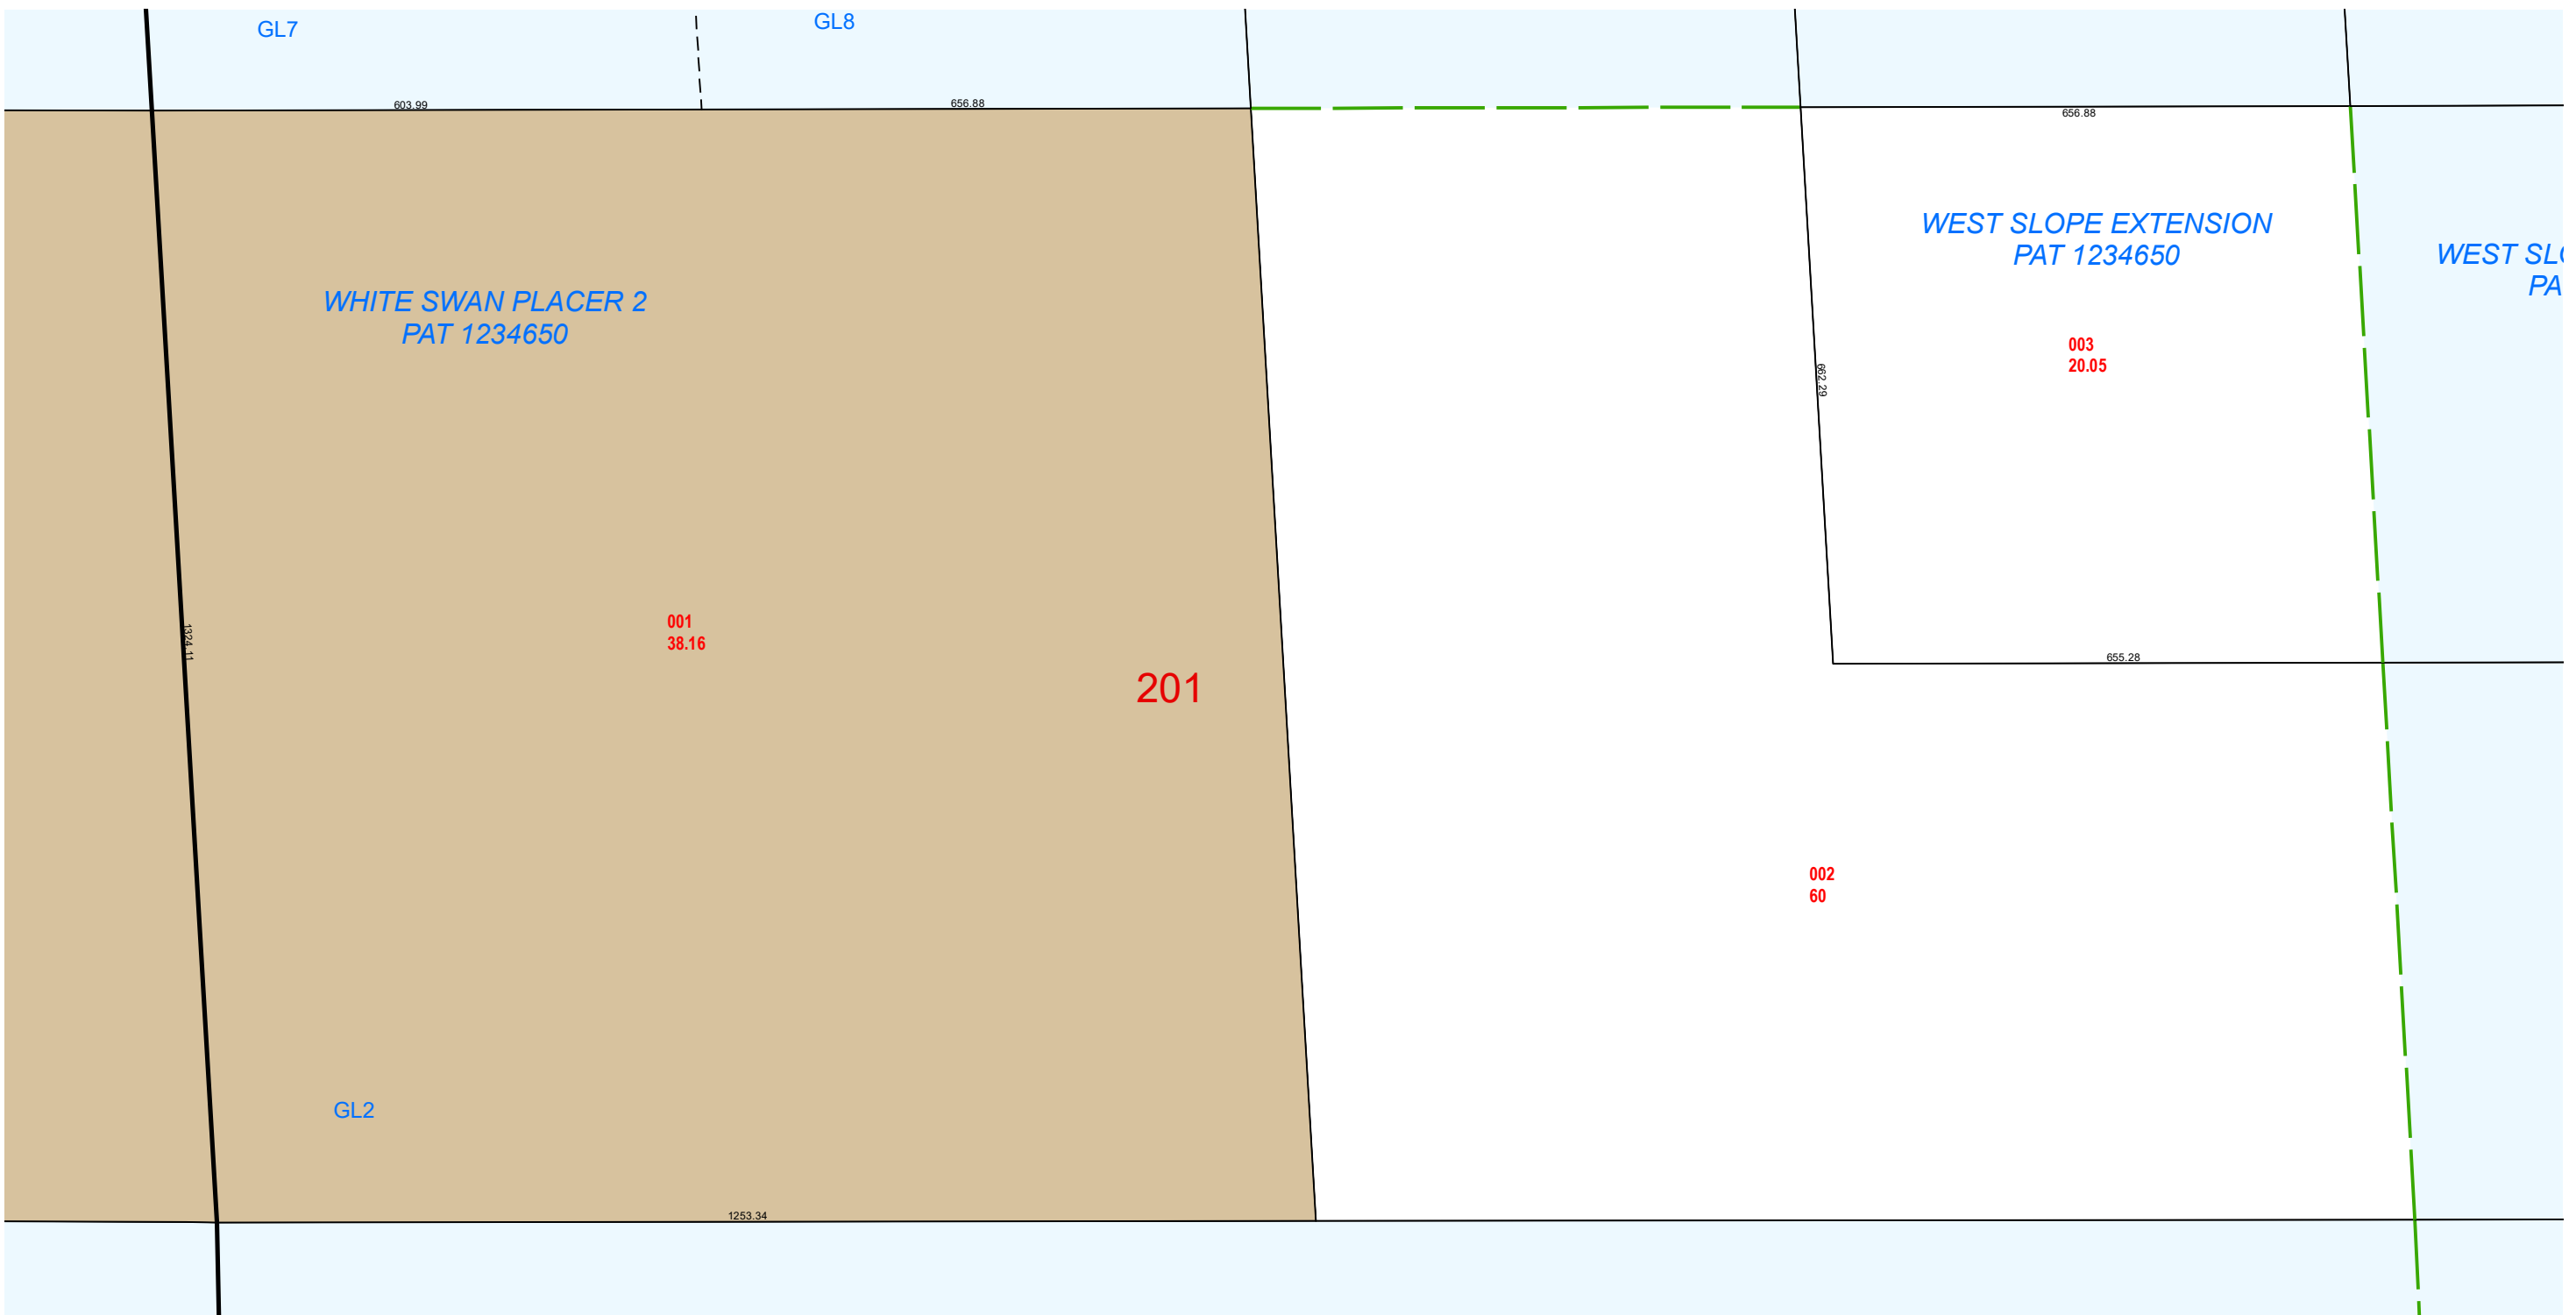 GL7
GL8
603.99
656.88
656.88
WEST SLOPE EXTENSION
PAT 1234650
WEST
WHITE SWAN PLACER 2
PAT 1234650
003
20.05
662.29
001
38.16
1324.11
201
655.28
002
60
GL2
1253.34